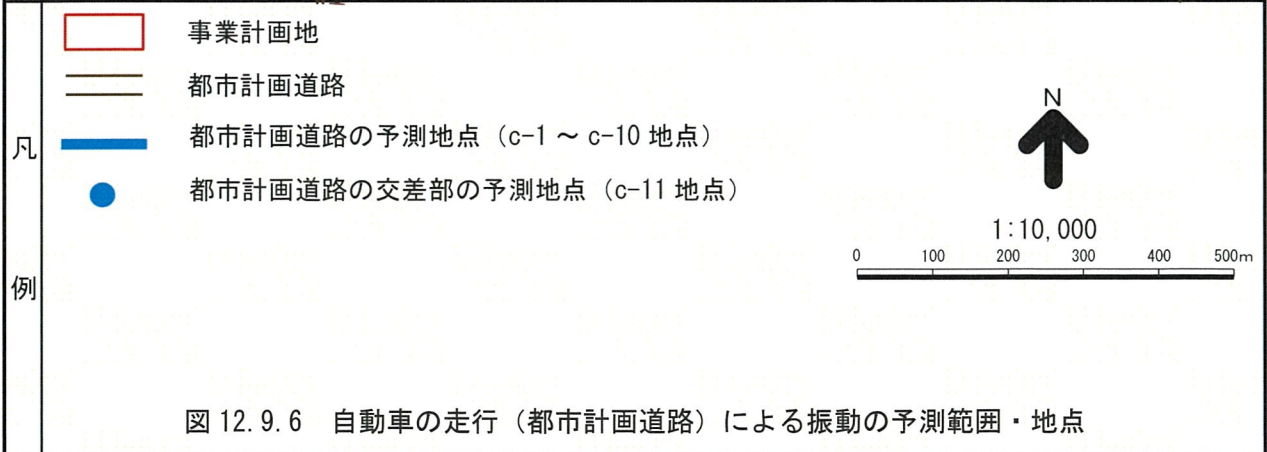 凡例
事業計画地
都市計画道路
都市計画道路の予測地点（c-1 ～ c-10 地点）
都市計画道路の交差部の予測地点（c-11 地点）
N
1:10,000
0 100 200 300 400 500m
図 12.9.6 自動車の走行（都市計画道路）による振動の予測範囲・地点